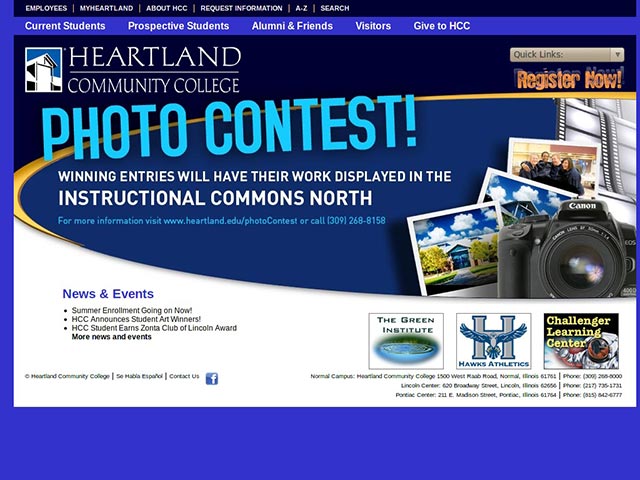 EMPLOYEES | MYHEARTLAND | ABOUT HCC | REQUEST INFORMATION | A-Z | SEARCH
Current Students Prospective Students Alumni & Friends Visitors Give to HCC
HEARTLAND
COMMUNITY COLLEGE
Quick Links:
Register Now!
PHOTO CONTEST!
WINNING ENTRIES WILL HAVE THEIR WORK DISPLAYED IN THE
INSTRUCTIONAL COMMONS NORTH
For more information visit www.heartland.edu/photoContest or call (309) 268-8158
Canon
CANON LENS
EOS
400D
News & Events
Summer Enrollment Going on Now!
HCC Announces Student Art Winners!
HCC Student Earns Zonta Club of Lincoln Award
More news and events
THE GREEN
INSTITUTE
H
HAWKS ATHLETICS
Challenger
Learning
Center
© Heartland Community College | Se Habla Español | Contact Us
Normal Campus: Heartland Community College 1500 West Raab Road, Normal, Illinois 61761 | Phone: (309) 268-8000
Lincoln Center: 620 Broadway Street, Lincoln, Illinois 62656 | Phone: (217) 735-1731
Pontiac Center: 211 E. Madison Street, Pontiac, Illinois 61764 | Phone: (815) 842-6777